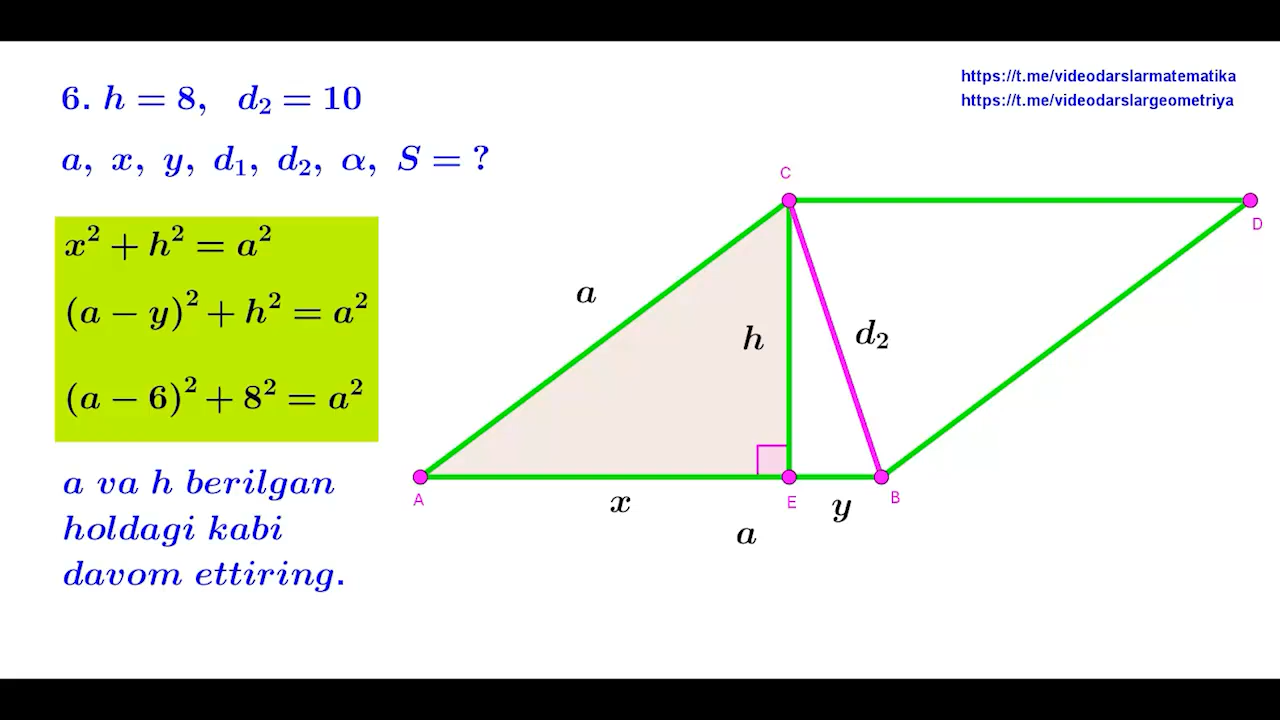 6. h = 8, d₂ = 10
a, x, y, d₁, d₂, α, S = ?
x² + h² = a²
(a − y)² + h² = a²
(a − 6)² + 8² = a²
a va h berilgan
holdagi kabi
davom ettiring.
https://t.me/videodarslarmatematika
https://t.me/videodarslargeometriya
C
D
a
h
d₂
A
x
E
y
B
a